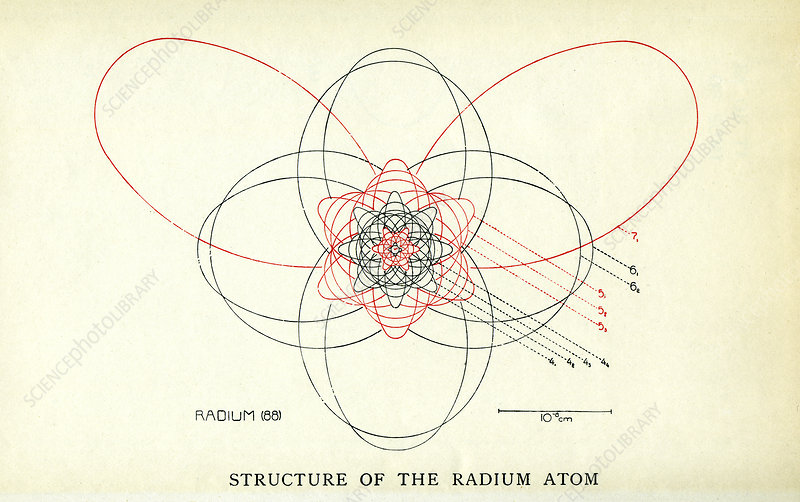 7₁
6₁
6₂
5₁
5₂
5₃
4₁ 4₂ 4₃ 4₄
RADIUM (88)
10⁻⁸cm
STRUCTURE OF THE RADIUM ATOM
SCIENCEphotoLIBRARY